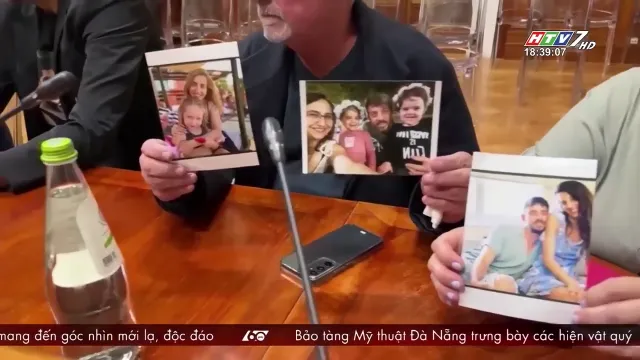 HTV7 HD
18:39:07
mang đến góc nhìn mới lạ, độc đáo 60 Bảo tàng Mỹ thuật Đà Nẵng trưng bày các hiện vật quý